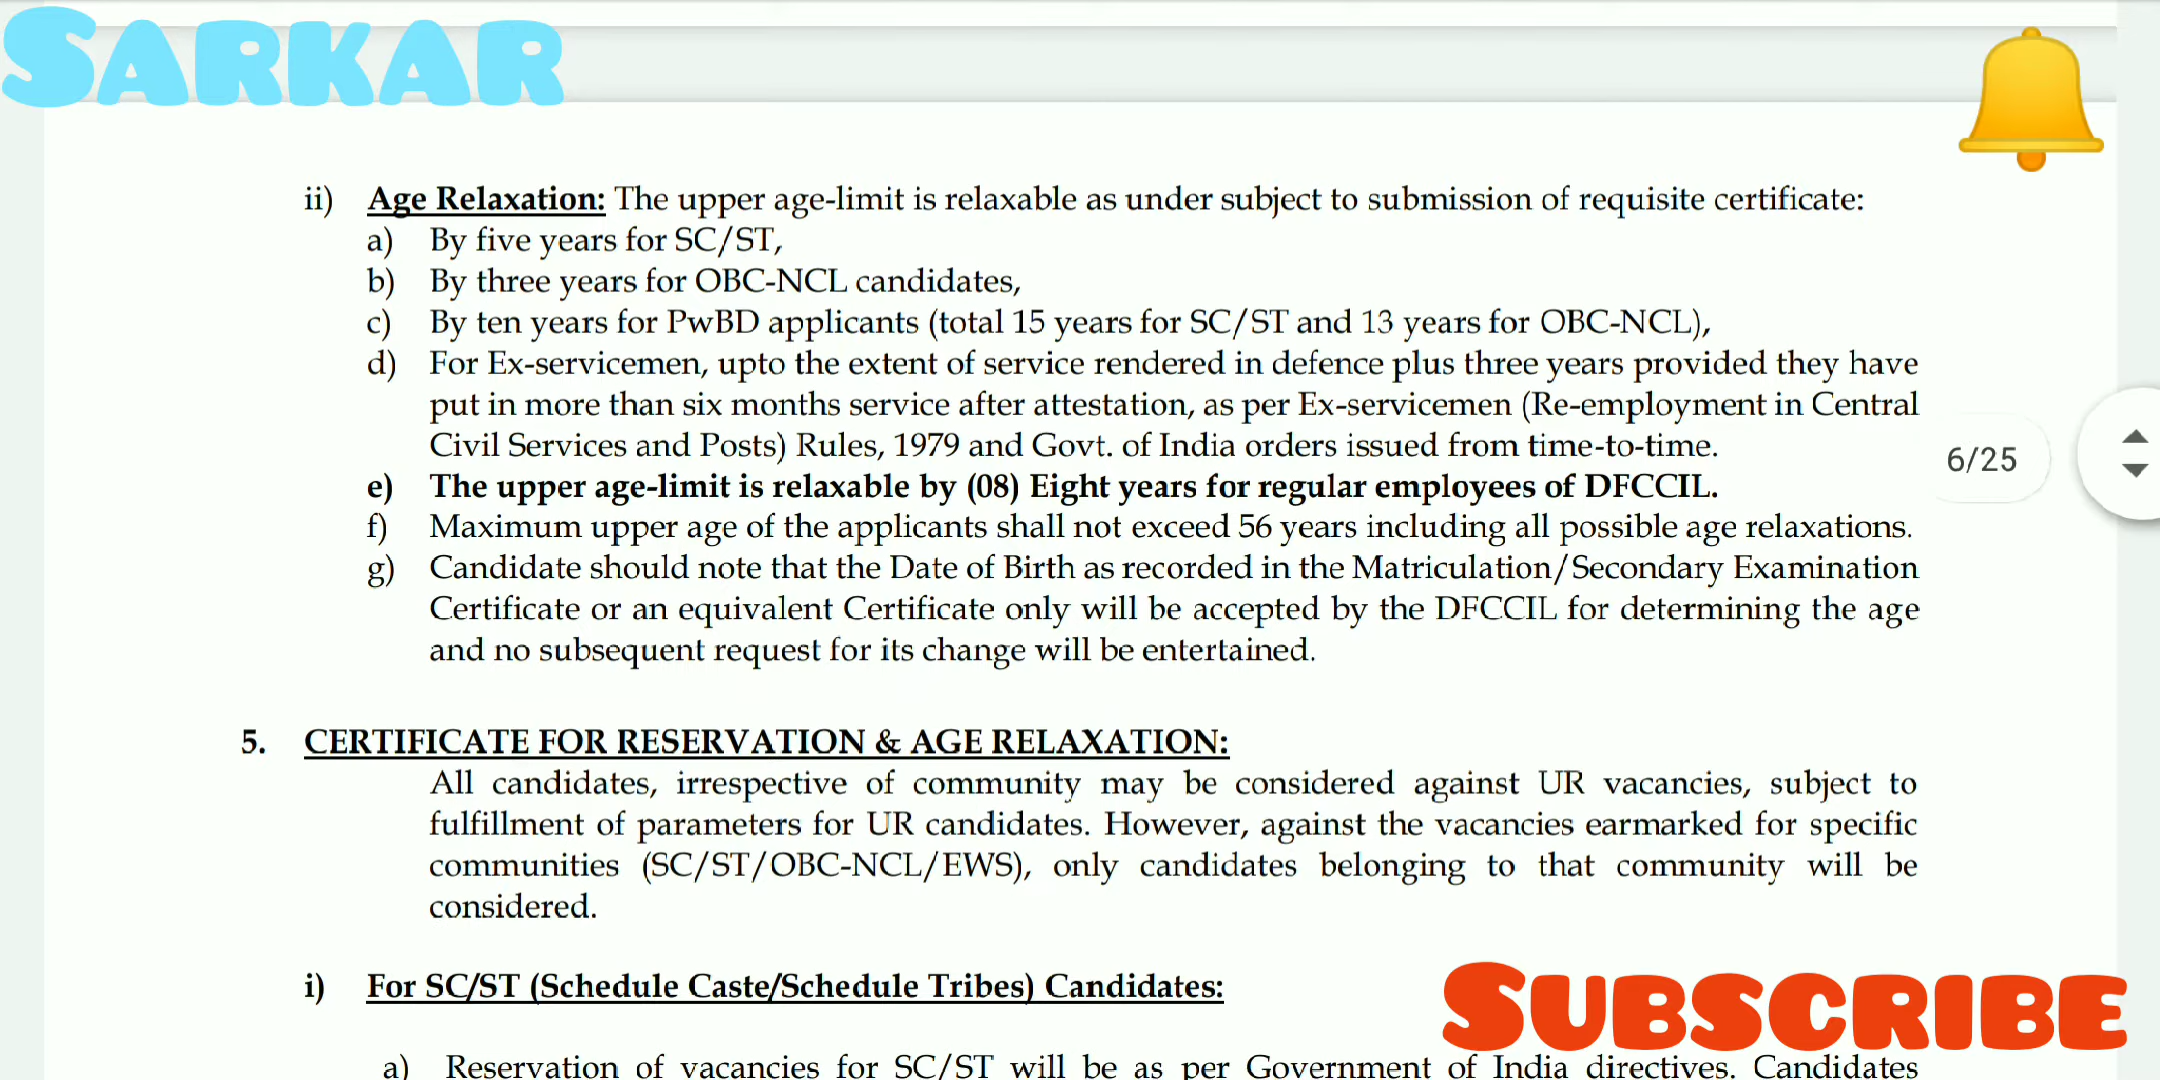 SARKAR
ii) Age Relaxation: The upper age-limit is relaxable as under subject to submission of requisite certificate:
a) By five years for SC/ST,
b) By three years for OBC-NCL candidates,
c) By ten years for PwBD applicants (total 15 years for SC/ST and 13 years for OBC-NCL),
d) For Ex-servicemen, upto the extent of service rendered in defence plus three years provided they have
put in more than six months service after attestation, as per Ex-servicemen (Re-employment in Central
Civil Services and Posts) Rules, 1979 and Govt. of India orders issued from time-to-time.
6/25
e) The upper age-limit is relaxable by (08) Eight years for regular employees of DFCCIL.
f) Maximum upper age of the applicants shall not exceed 56 years including all possible age relaxations.
g) Candidate should note that the Date of Birth as recorded in the Matriculation/Secondary Examination
Certificate or an equivalent Certificate only will be accepted by the DFCCIL for determining the age
and no subsequent request for its change will be entertained.
5. CERTIFICATE FOR RESERVATION & AGE RELAXATION:
All candidates, irrespective of community may be considered against UR vacancies, subject to
fulfillment of parameters for UR candidates. However, against the vacancies earmarked for specific
communities (SC/ST/OBC-NCL/EWS), only candidates belonging to that community will be
considered.
i) For SC/ST (Schedule Caste/Schedule Tribes) Candidates:
SUBSCRIBE
a) Reservation of vacancies for SC/ST will be as per Government of India directives. Candidates